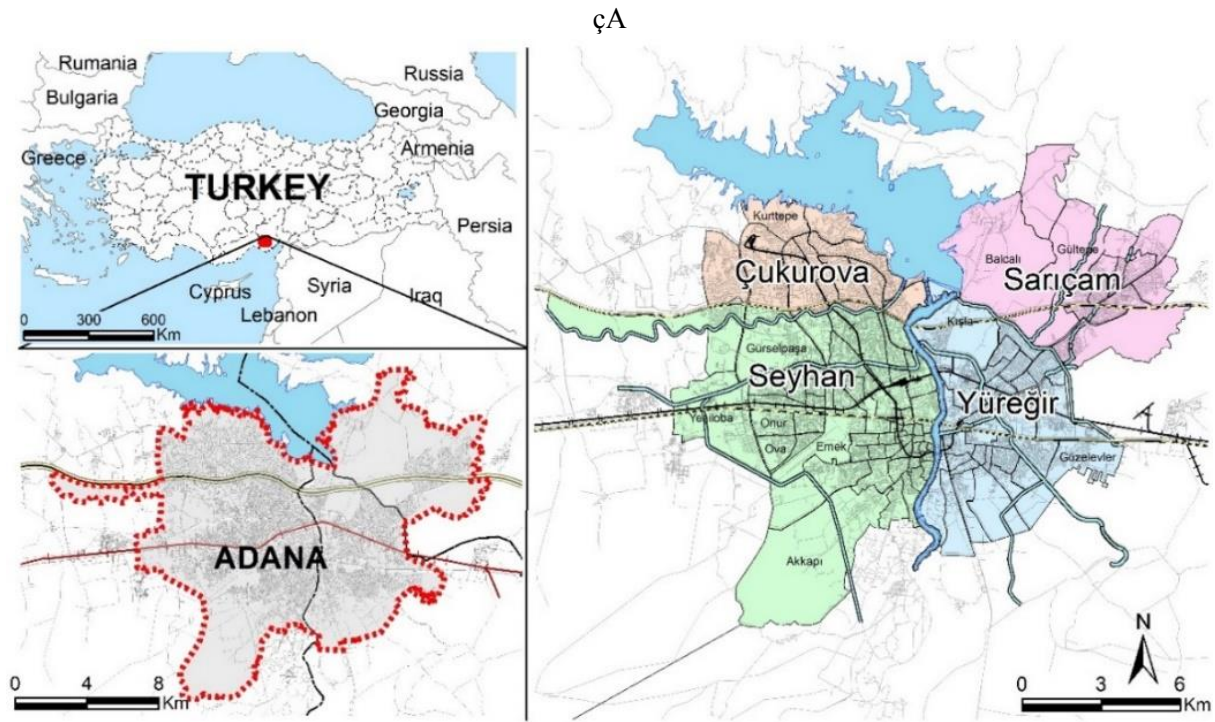 çA
Rumania
Russia
Bulgaria
Georgia
Armenia
Greece
TURKEY
Persia
Cyprus
Syria
Iraq
Lebanon
0 300 600
Km
ADANA
0 4 8
Km
Kurttepe
Çukurova
Balcalı
Gültepe
Sarıçam
Kışla
Gürselpaşa
Seyhan
Yüreğir
Yeşiloba
Onur
Ova
Emek
Güzelevler
Akkapı
N
0 3 6
Km